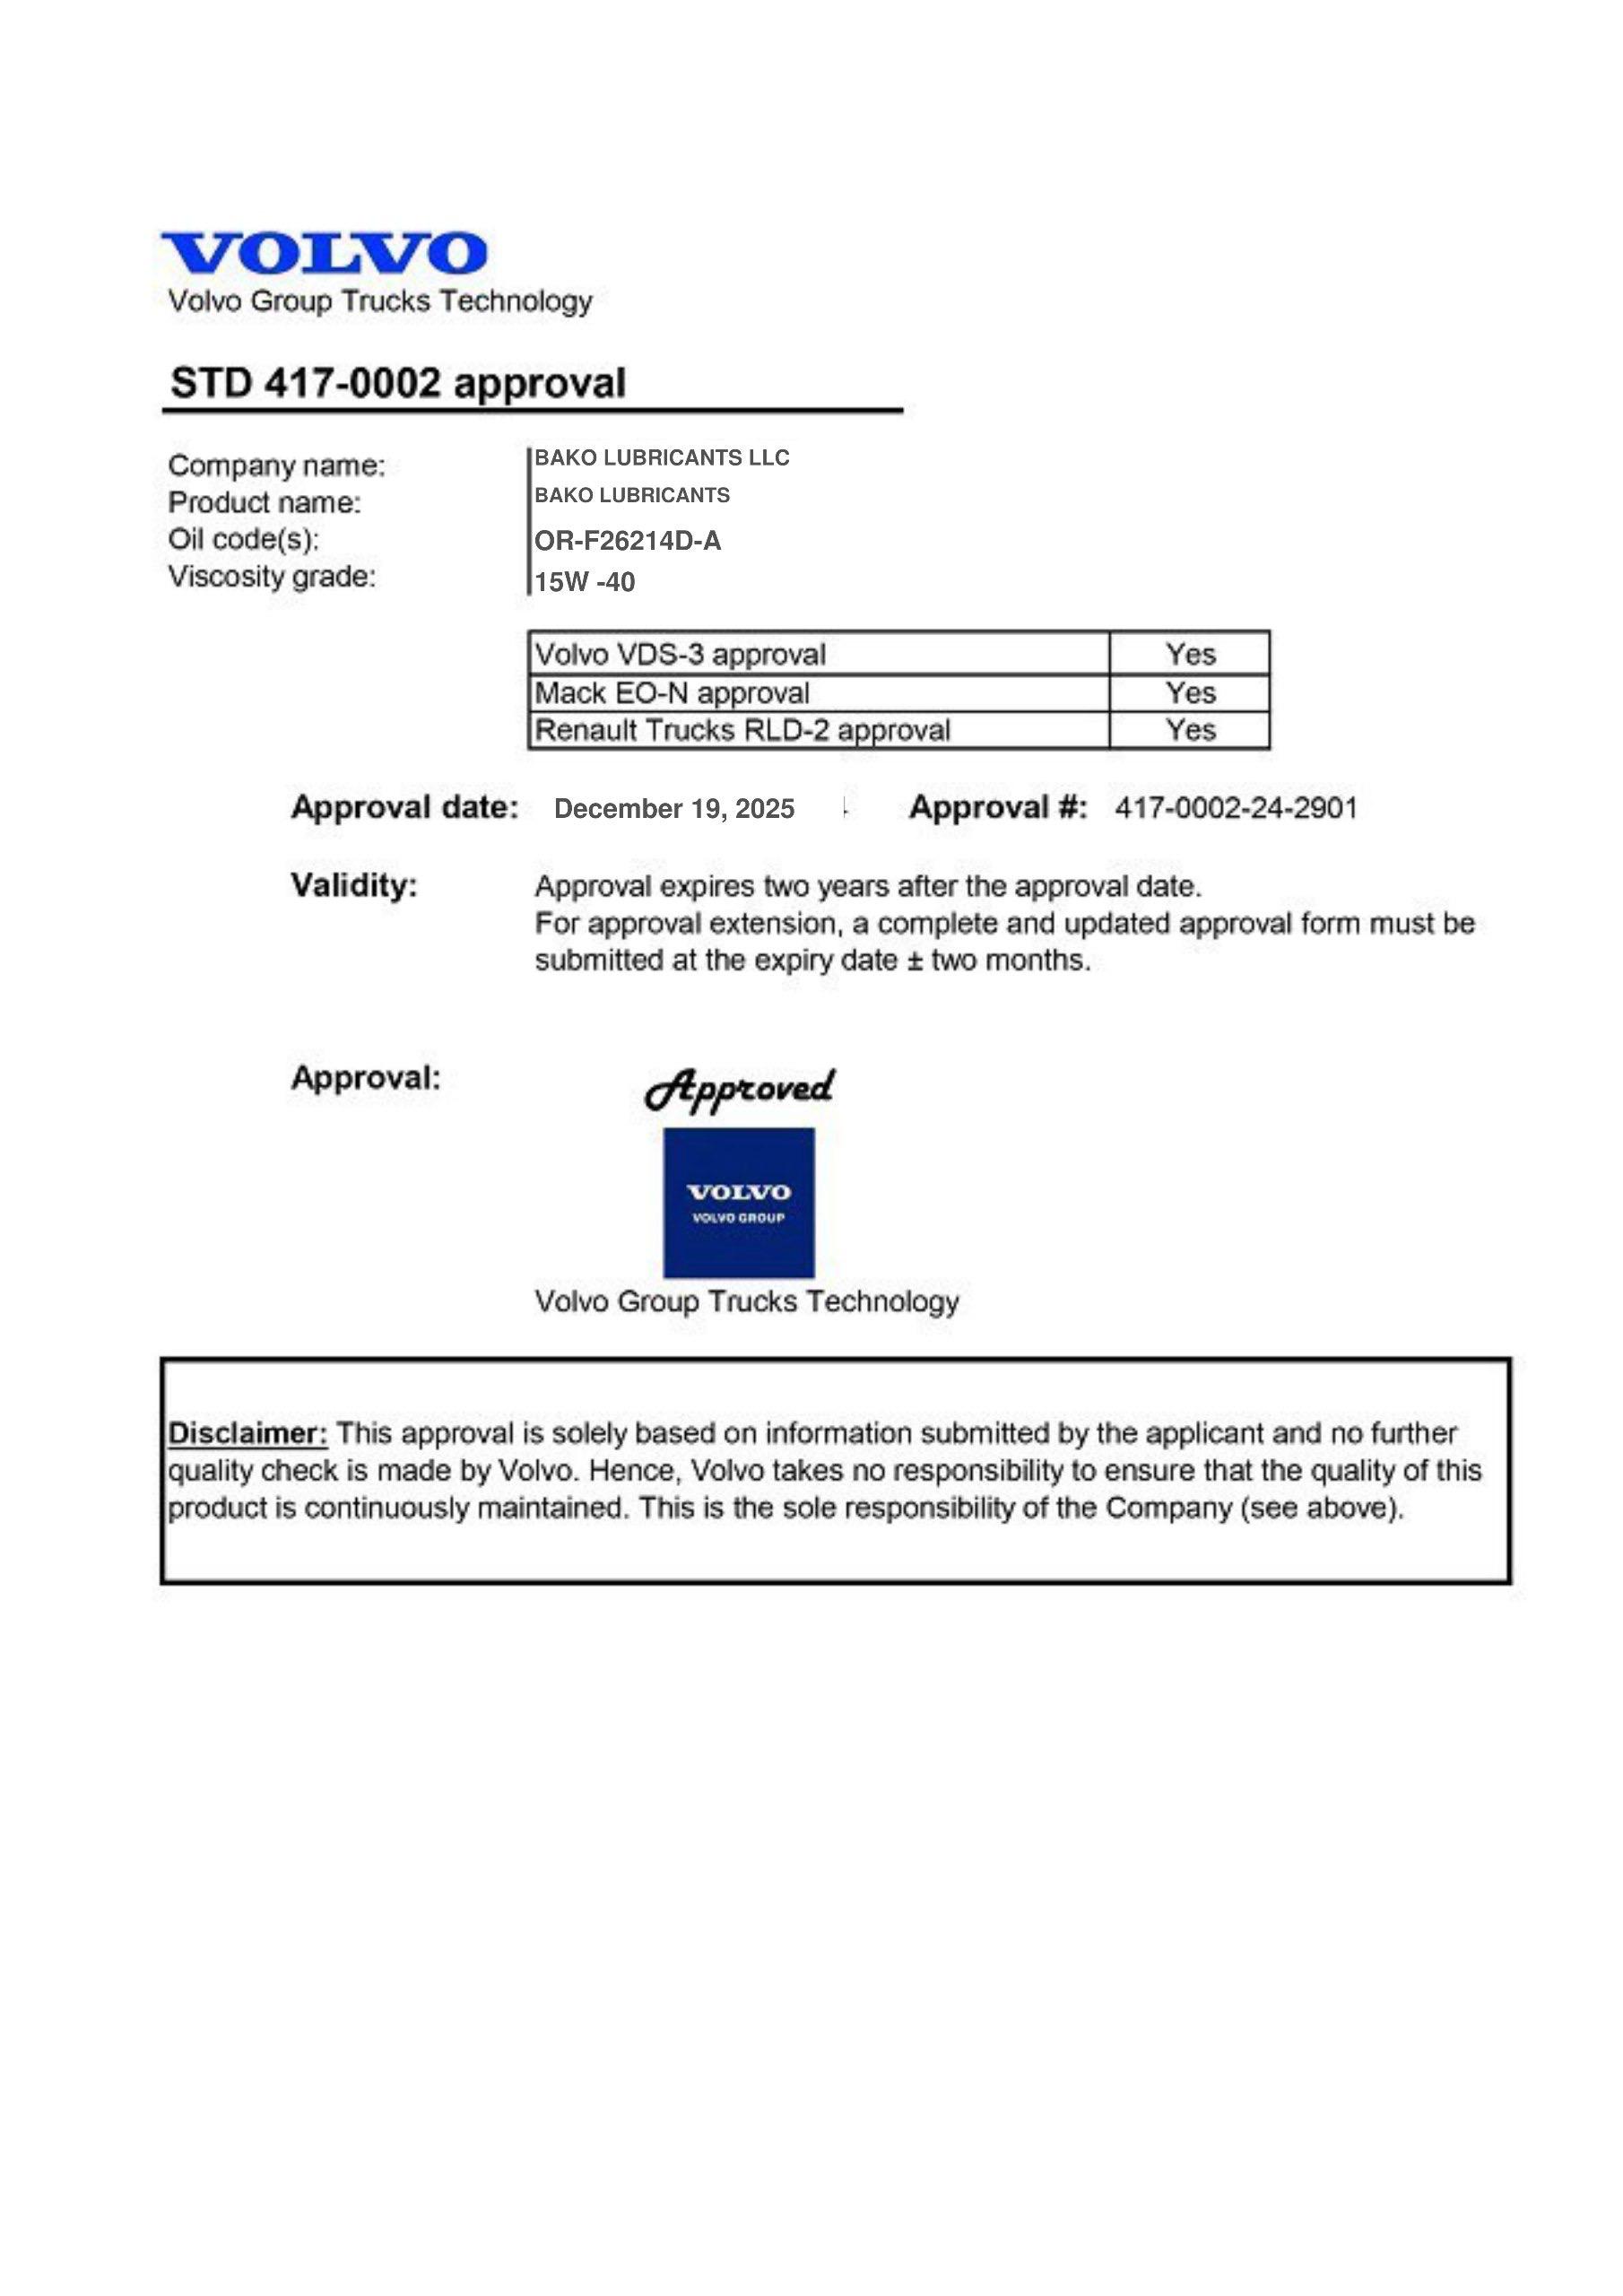 VOLVO
Volvo Group Trucks Technology
STD 417-0002 approval
Company name: BAKO LUBRICANTS LLC
Product name: BAKO LUBRICANTS
Oil code(s): OR-F26214D-A
Viscosity grade: 15W -40
Volvo VDS-3 approval Yes
Mack EO-N approval Yes
Renault Trucks RLD-2 approval Yes
Approval date: December 19, 2025 Approval #: 417-0002-24-2901
Validity: Approval expires two years after the approval date.
For approval extension, a complete and updated approval form must be
submitted at the expiry date ± two months.
Approval: Approved
VOLVO
VOLVO GROUP
Volvo Group Trucks Technology
Disclaimer: This approval is solely based on information submitted by the applicant and no further
quality check is made by Volvo. Hence, Volvo takes no responsibility to ensure that the quality of this
product is continuously maintained. This is the sole responsibility of the Company (see above).